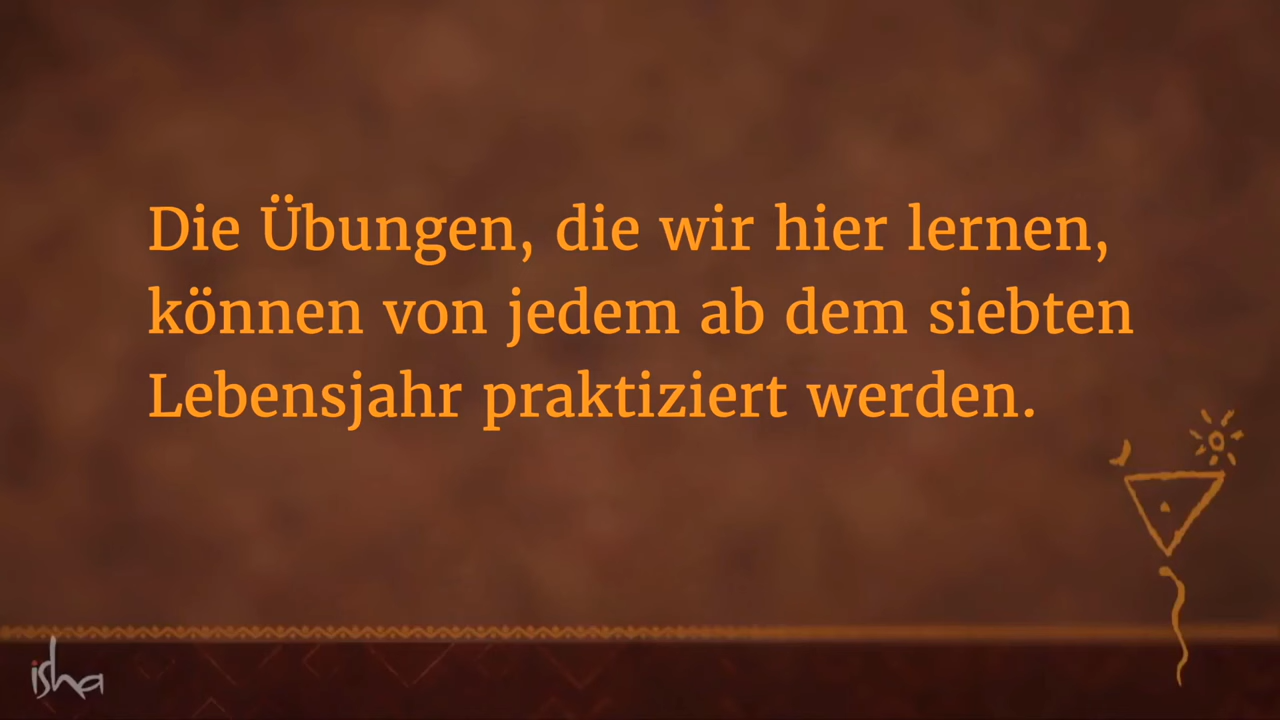 Die Übungen, die wir hier lernen,
können von jedem ab dem siebten
Lebensjahr praktiziert werden.
isha